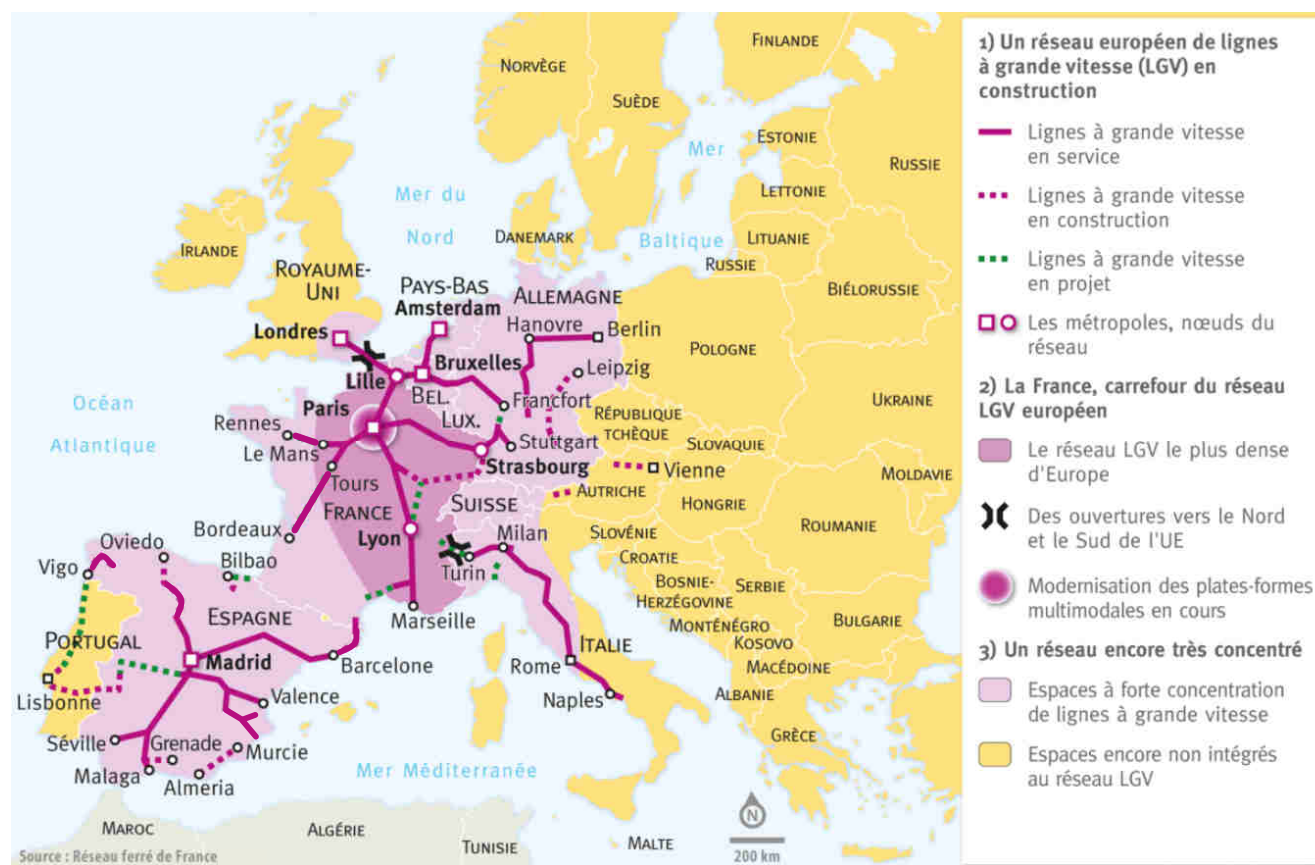 FINLANDE
NORVÈGE
SUÈDE
ESTONIE
RUSSIE
Mer
LETTONIE
Mer du
Nord
DANEMARK
Baltique
LITUANIE
RUSSIE
IRLANDE
ROYAUME-
UNI
PAYS-BAS
Amsterdam
ALLEMAGNE
BIÉLORUSSIE
Londres
Hanovre
Berlin
POLOGNE
Bruxelles
Leipzig
Lille
BEL.
Francfort
UKRAINE
Océan
Atlantique
Paris
LUX.
RÉPUBLIQUE
TCHÈQUE
Rennes
Le Mans
Stuttgart
SLOVAQUIE
Strasbourg
Vienne
MOLDAVIE
Tours
AUTRICHE
HONGRIE
FRANCE
SUISSE
ROUMANIE
Bordeaux
Lyon
Milan
SLOVÉNIE
Oviedo
Bilbao
CROATIE
Vigo
Turin
BOSNIE-
HERZÉGOVINE
SERBIE
ESPAGNE
Marseille
MONTÉNÉGRO
BULGARIE
PORTUGAL
ITALIE
KOSOVO
Madrid
Barcelone
Rome
MACÉDOINE
Lisbonne
Valence
Naples
ALBANIE
Séville
Grenade
Murcie
GRÈCE
Malaga
Almeria
Mer Méditerranée
N
MAROC
ALGÉRIE
TUNISIE
MALTE
200 km
Source : Réseau ferré de France
1) Un réseau européen de lignes
à grande vitesse (LGV) en
construction
Lignes à grande vitesse
en service
Lignes à grande vitesse
en construction
Lignes à grande vitesse
en projet
Les métropoles, nœuds du
réseau
2) La France, carrefour du réseau
LGV européen
Le réseau LGV le plus dense
d'Europe
Des ouvertures vers le Nord
et le Sud de l'UE
Modernisation des plates-formes
multimodales en cours
3) Un réseau encore très concentré
Espaces à forte concentration
de lignes à grande vitesse
Espaces encore non intégrés
au réseau LGV